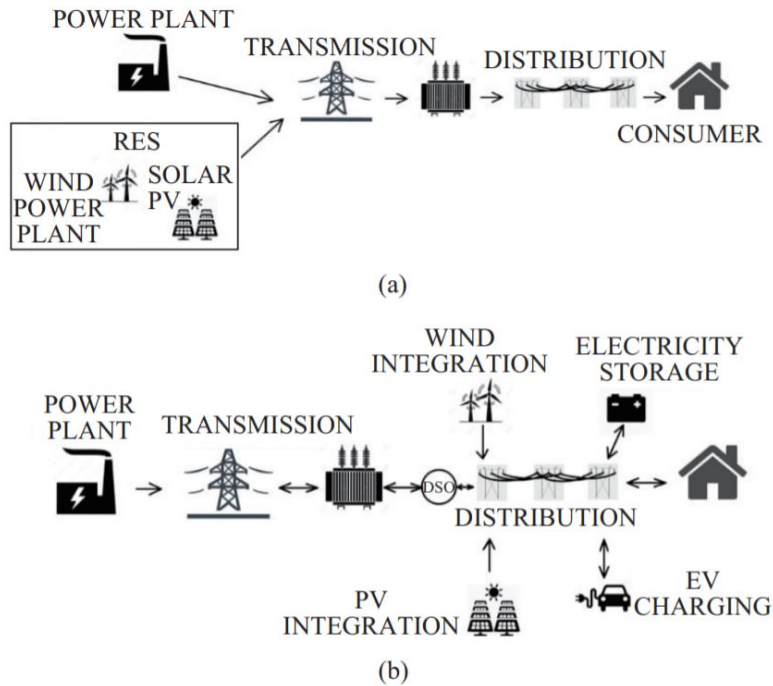 POWER PLANT
TRANSMISSION
DISTRIBUTION
CONSUMER
RES
WIND
POWER
PLANT
SOLAR
PV
(a)
WIND
INTEGRATION
ELECTRICITY
STORAGE
POWER
PLANT
TRANSMISSION
DSO
DISTRIBUTION
PV
INTEGRATION
EV
CHARGING
(b)